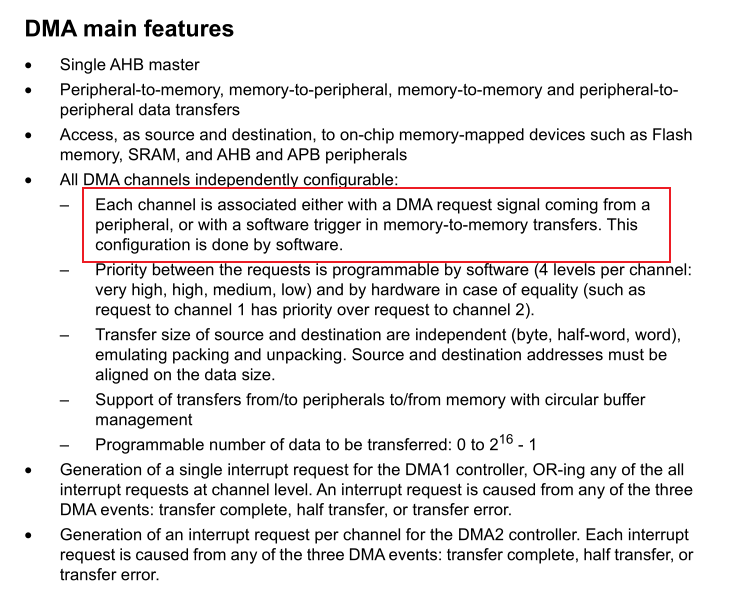 DMA main features
• Single AHB master
• Peripheral-to-memory, memory-to-peripheral, memory-to-memory and peripheral-to-
peripheral data transfers
• Access, as source and destination, to on-chip memory-mapped devices such as Flash
memory, SRAM, and AHB and APB peripherals
• All DMA channels independently configurable:
– Each channel is associated either with a DMA request signal coming from a
peripheral, or with a software trigger in memory-to-memory transfers. This
configuration is done by software.
– Priority between the requests is programmable by software (4 levels per channel:
very high, high, medium, low) and by hardware in case of equality (such as
request to channel 1 has priority over request to channel 2).
– Transfer size of source and destination are independent (byte, half-word, word),
emulating packing and unpacking. Source and destination addresses must be
aligned on the data size.
– Support of transfers from/to peripherals to/from memory with circular buffer
management
– Programmable number of data to be transferred: 0 to 2¹⁶ - 1
• Generation of a single interrupt request for the DMA1 controller, OR-ing any of the all
interrupt requests at channel level. An interrupt request is caused from any of the three
DMA events: transfer complete, half transfer, or transfer error.
• Generation of an interrupt request per channel for the DMA2 controller. Each interrupt
request is caused from any of the three DMA events: transfer complete, half transfer, or
transfer error.